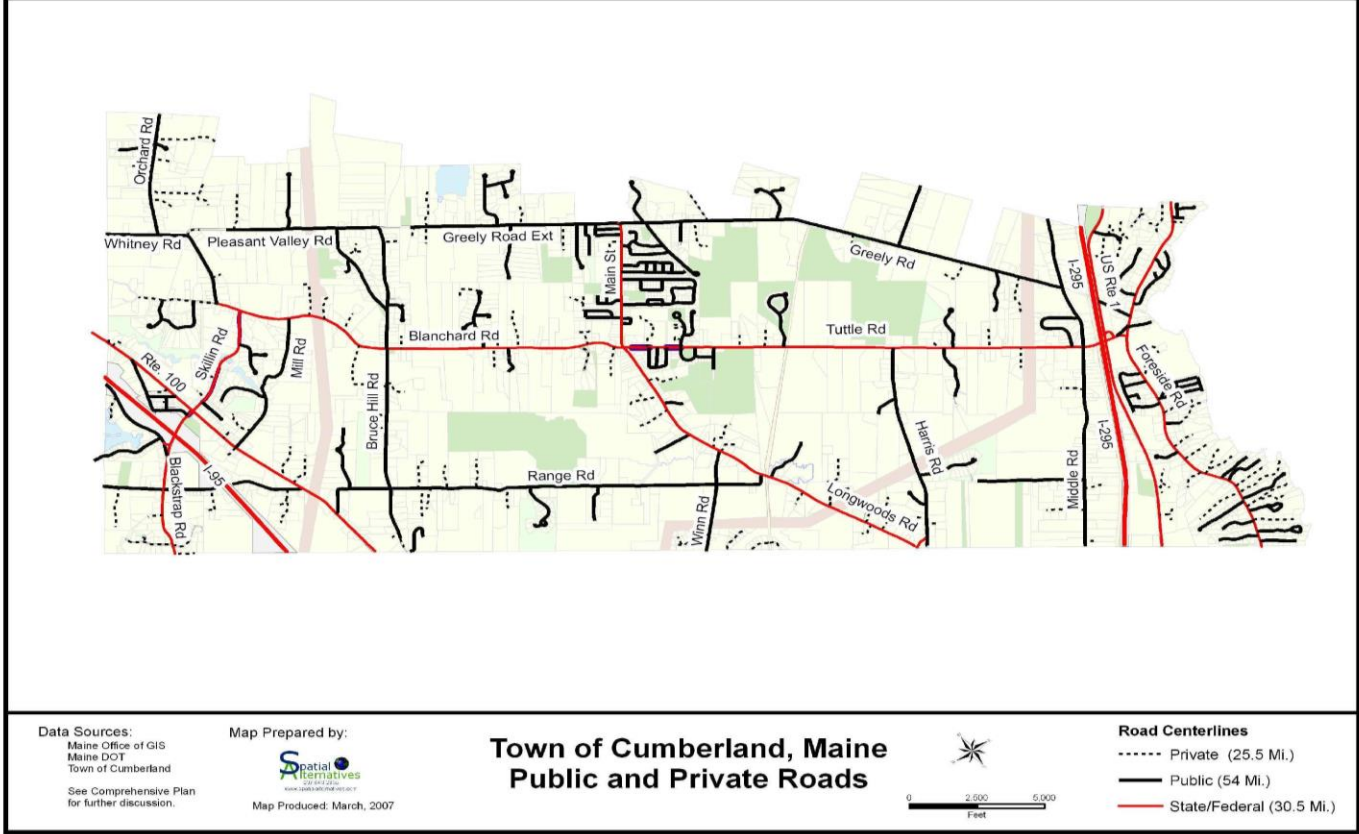 Orchard Rd
Whitney Rd
Pleasant Valley Rd
Greely Road Ext
Main St
Greely Rd
I-295
US Rte 1
Blanchard Rd
Tuttle Rd
Skillin Rd
Mill Rd
Rte. 100
Bruce Hill Rd
Foreside Rd
Harris Rd
I-295
Blackstrap Rd
I-95
Range Rd
Winn Rd
Longwoods Rd
Middle Rd
Data Sources:
Maine Office of GIS
Maine DOT
Town of Cumberland
See Comprehensive Plan
for further discussion.
Map Prepared by:
Spatial
Alternatives
Map Produced: March, 2007
Town of Cumberland, Maine
Public and Private Roads
0 2,500 5,000
Feet
Road Centerlines
Private (25.5 Mi.)
Public (54 Mi.)
State/Federal (30.5 Mi.)